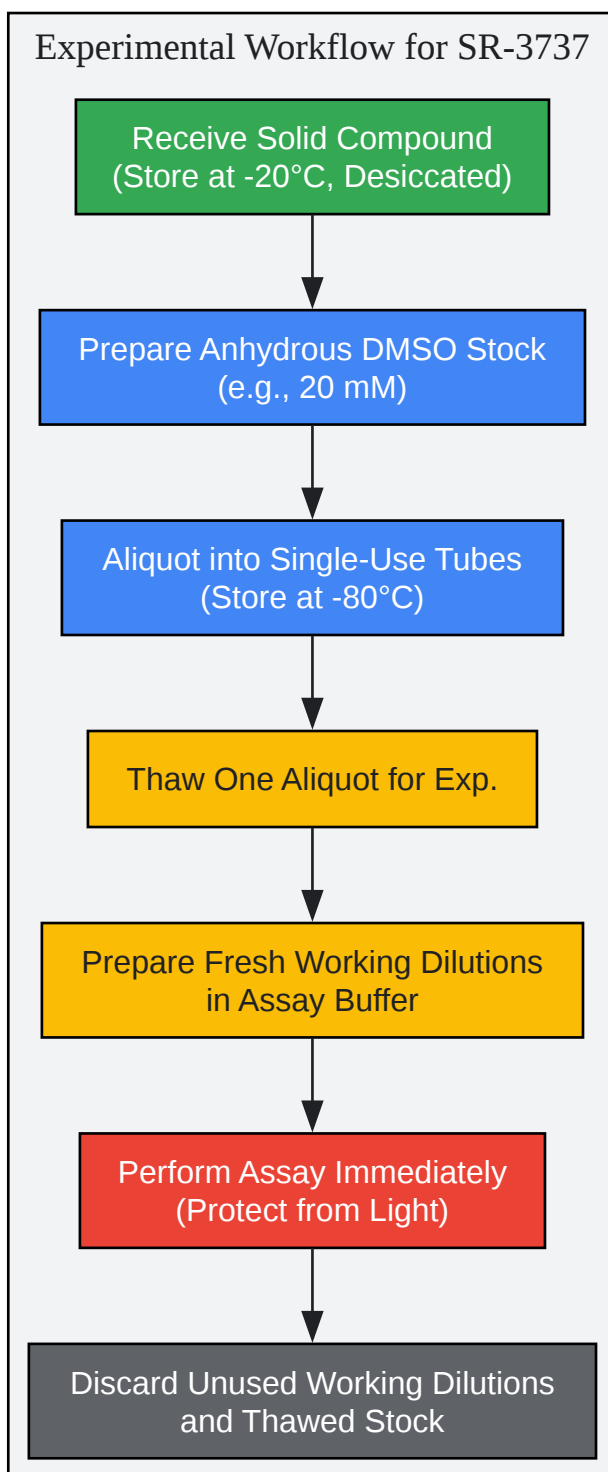 Experimental Workflow for SR-3737
Receive Solid Compound
(Store at -20°C, Desiccated)
Prepare Anhydrous DMSO Stock
(e.g., 20 mM)
Aliquot into Single-Use Tubes
(Store at -80°C)
Thaw One Aliquot for Exp.
Prepare Fresh Working Dilutions
in Assay Buffer
Perform Assay Immediately
(Protect from Light)
Discard Unused Working Dilutions
and Thawed Stock